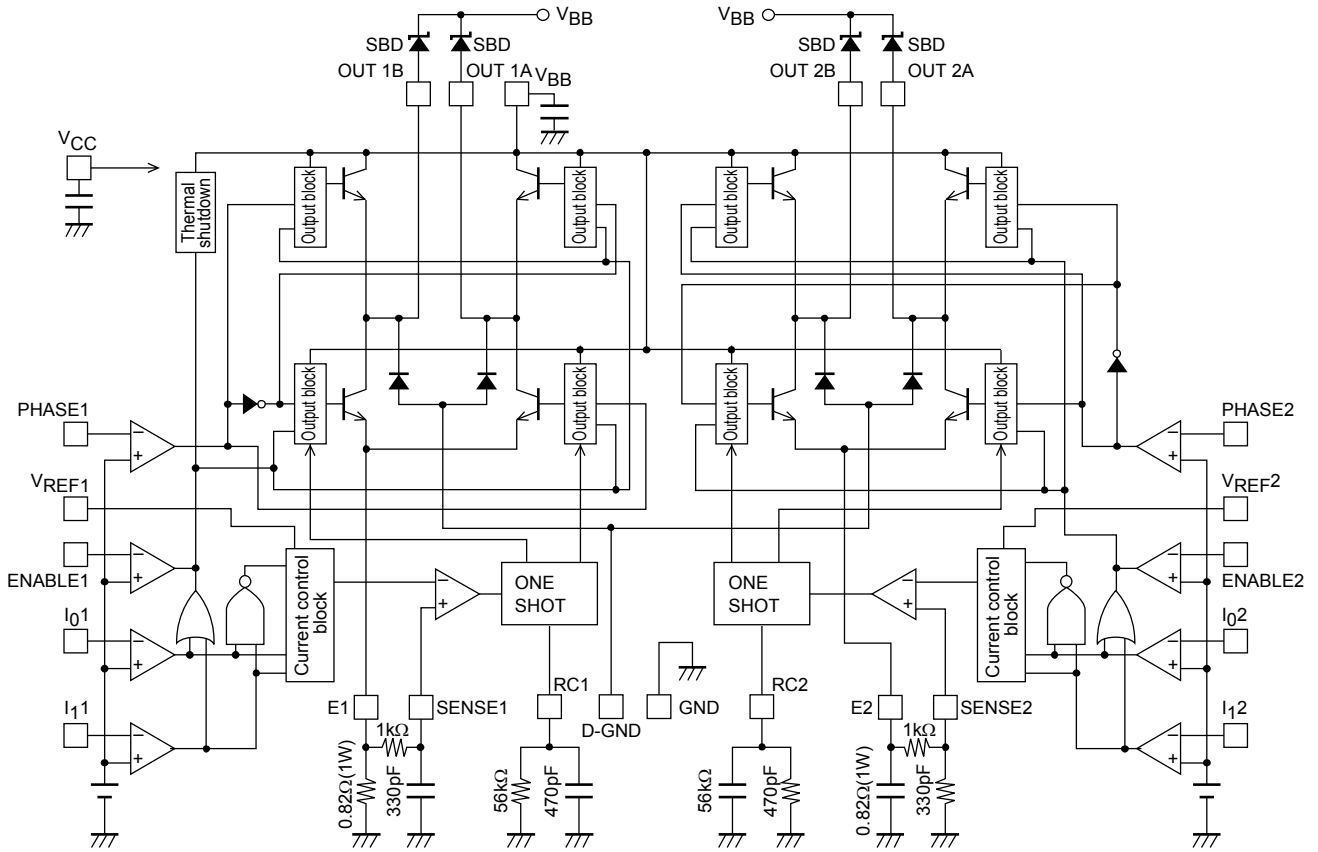 VBB
VBB
SBD
SBD
SBD
SBD
OUT 1B
OUT 1A
VBB
OUT 2B
OUT 2A
VCC
Thermal
shutdown
Output block
Output block
Output block
Output block
Output block
Output block
Output block
Output block
PHASE1
−
+
PHASE2
−
+
VREF1
VREF2
ENABLE1
−
+
ENABLE2
−
+
Current control
block
−
+
ONE
SHOT
ONE
SHOT
−
+
Current control
block
I01
−
+
I02
−
+
I11
−
+
I12
−
+
E1
SENSE1
RC1
D-GND
GND
RC2
E2
SENSE2
1kΩ
1kΩ
0.82Ω(1W)
330pF
56kΩ
470pF
56kΩ
470pF
0.82Ω(1W)
330pF